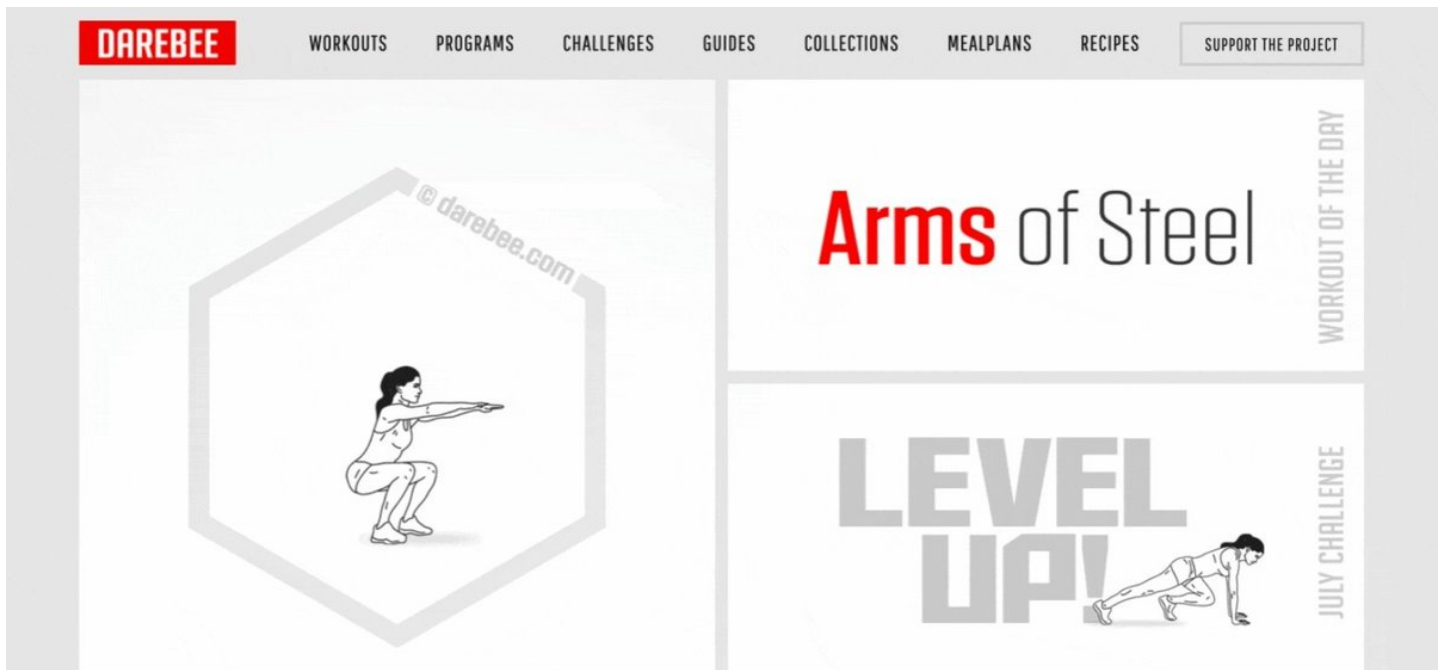 DAREBEE
WORKOUTS PROGRAMS CHALLENGES GUIDES COLLECTIONS MEALPLANS RECIPES SUPPORT THE PROJECT
© darebee.com
Arms of Steel
WORKOUT OF THE DAY
LEVEL
UP!
JULY CHALLENGE